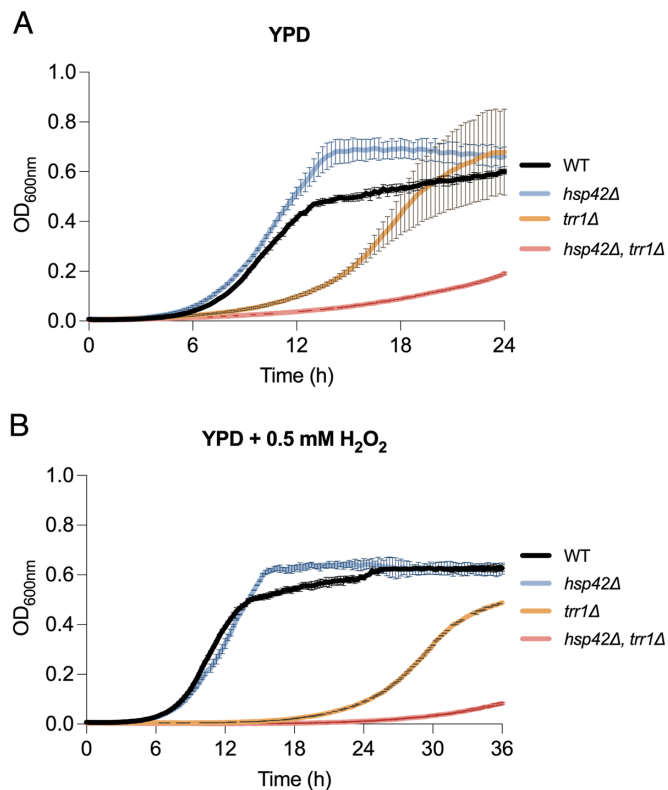 A
YPD
1.0
0.8
0.6
0.4
0.2
0.0
OD600nm
0 6 12 18 24
Time (h)
WT
hsp42Δ
trr1Δ
hsp42Δ, trr1Δ
B
YPD + 0.5 mM H2O2
1.0
0.8
0.6
0.4
0.2
0.0
OD600nm
0 6 12 18 24 30 36
Time (h)
WT
hsp42Δ
trr1Δ
hsp42Δ, trr1Δ